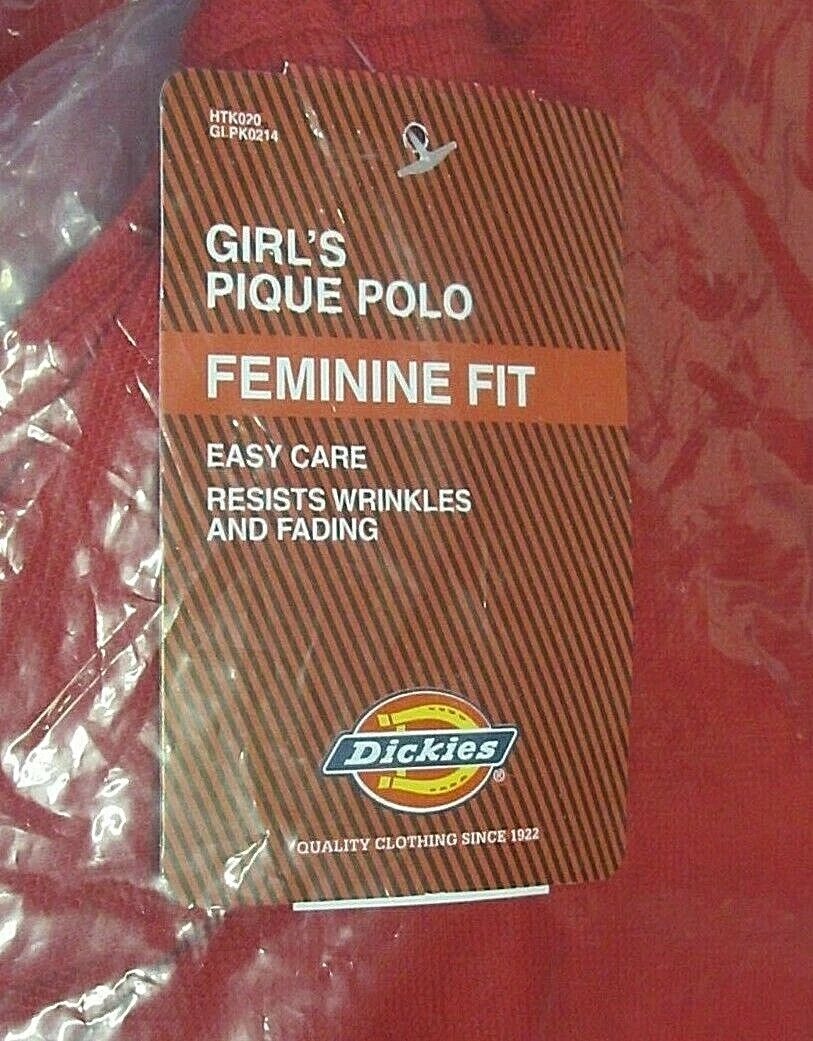 HTK020
GLPK0214
GIRL'S
PIQUE POLO
FEMININE FIT
EASY CARE
RESISTS WRINKLES
AND FADING
Dickies®
QUALITY CLOTHING SINCE 1922